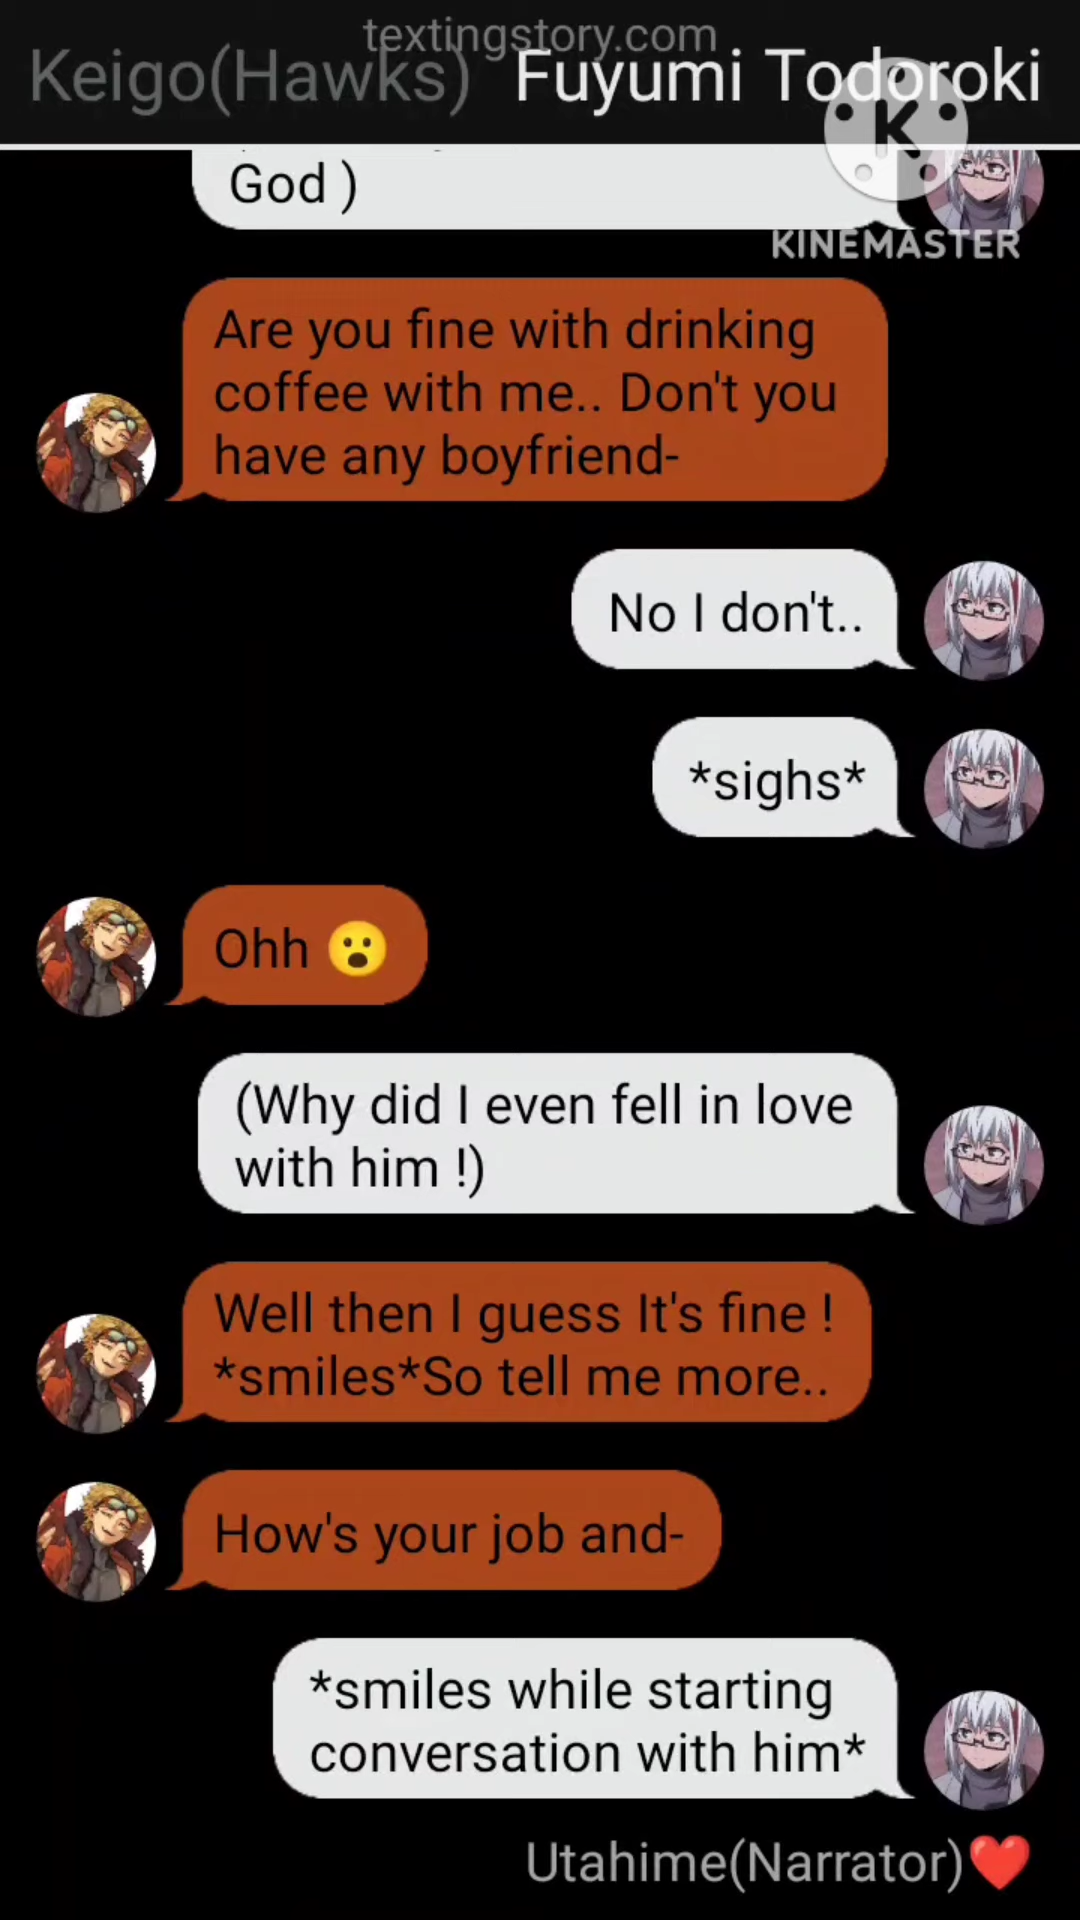 textingstory.com
Keigo(Hawks) Fuyumi Todoroki
K
God )
KINEMASTER
Are you fine with drinking
coffee with me.. Don't you
have any boyfriend-
No I don't..
*sighs*
Ohh 😮
(Why did I even fell in love
with him !)
Well then I guess It's fine !
*smiles*So tell me more..
How's your job and-
*smiles while starting
conversation with him*
Utahime(Narrator)❤️